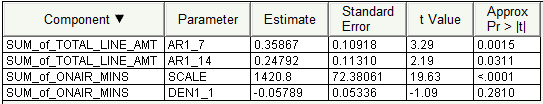 Component ▼ Parameter Estimate Standard Error t Value Approx Pr > |t|
SUM_of_TOTAL_LINE_AMT AR1_7 0.35867 0.10918 3.29 0.0015
SUM_of_TOTAL_LINE_AMT AR1_14 0.24792 0.11310 2.19 0.0311
SUM_of_ONAIR_MINS SCALE 1420.8 72.38061 19.63 <.0001
SUM_of_ONAIR_MINS DEN1_1 -0.05789 0.05336 -1.09 0.2810